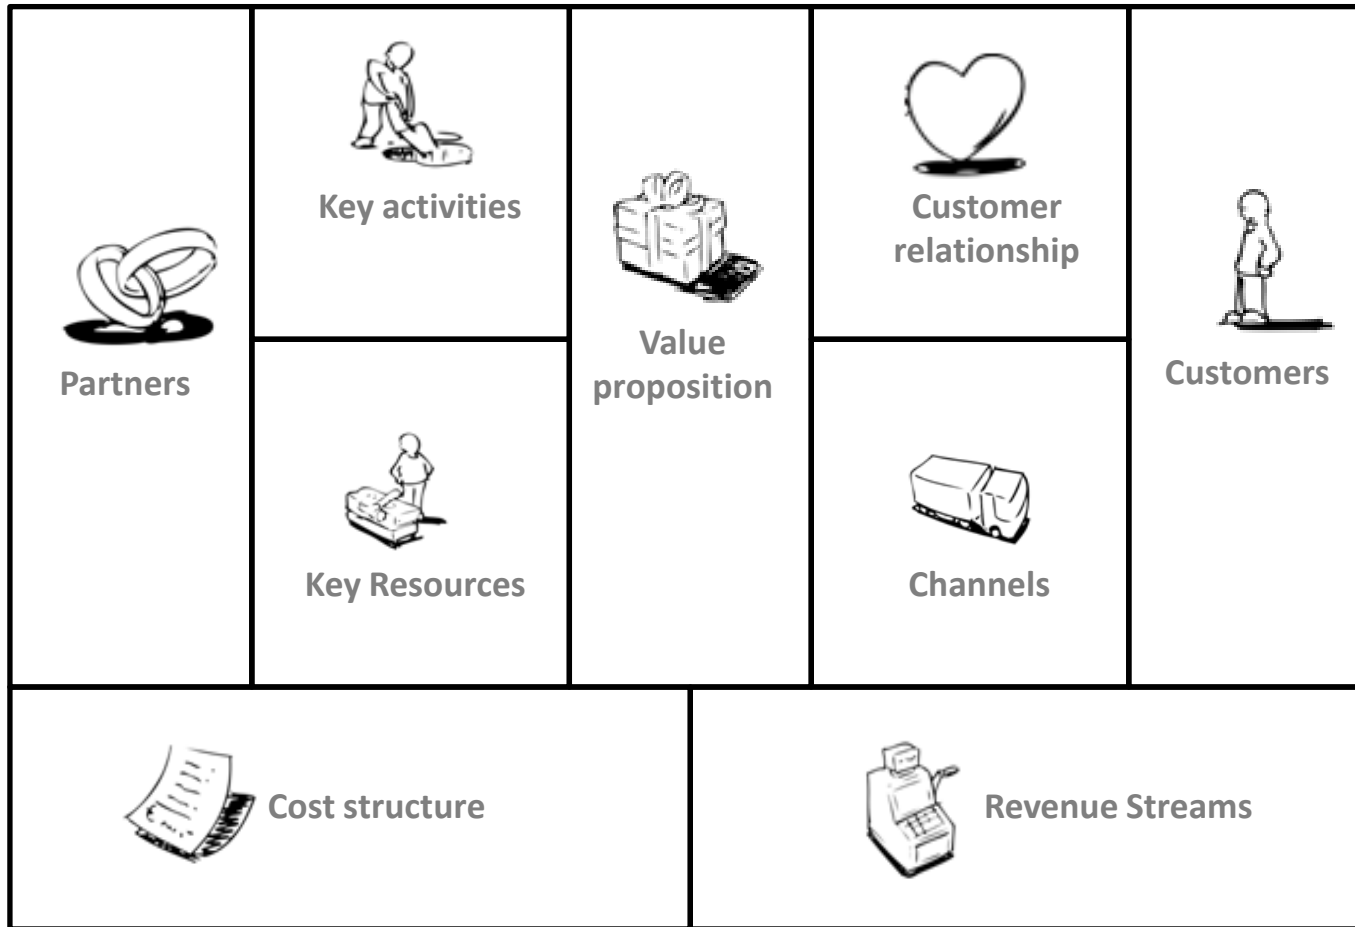 Partners
Key activities
Key Resources
Value
proposition
Customer
relationship
Channels
Customers
Cost structure
Revenue Streams